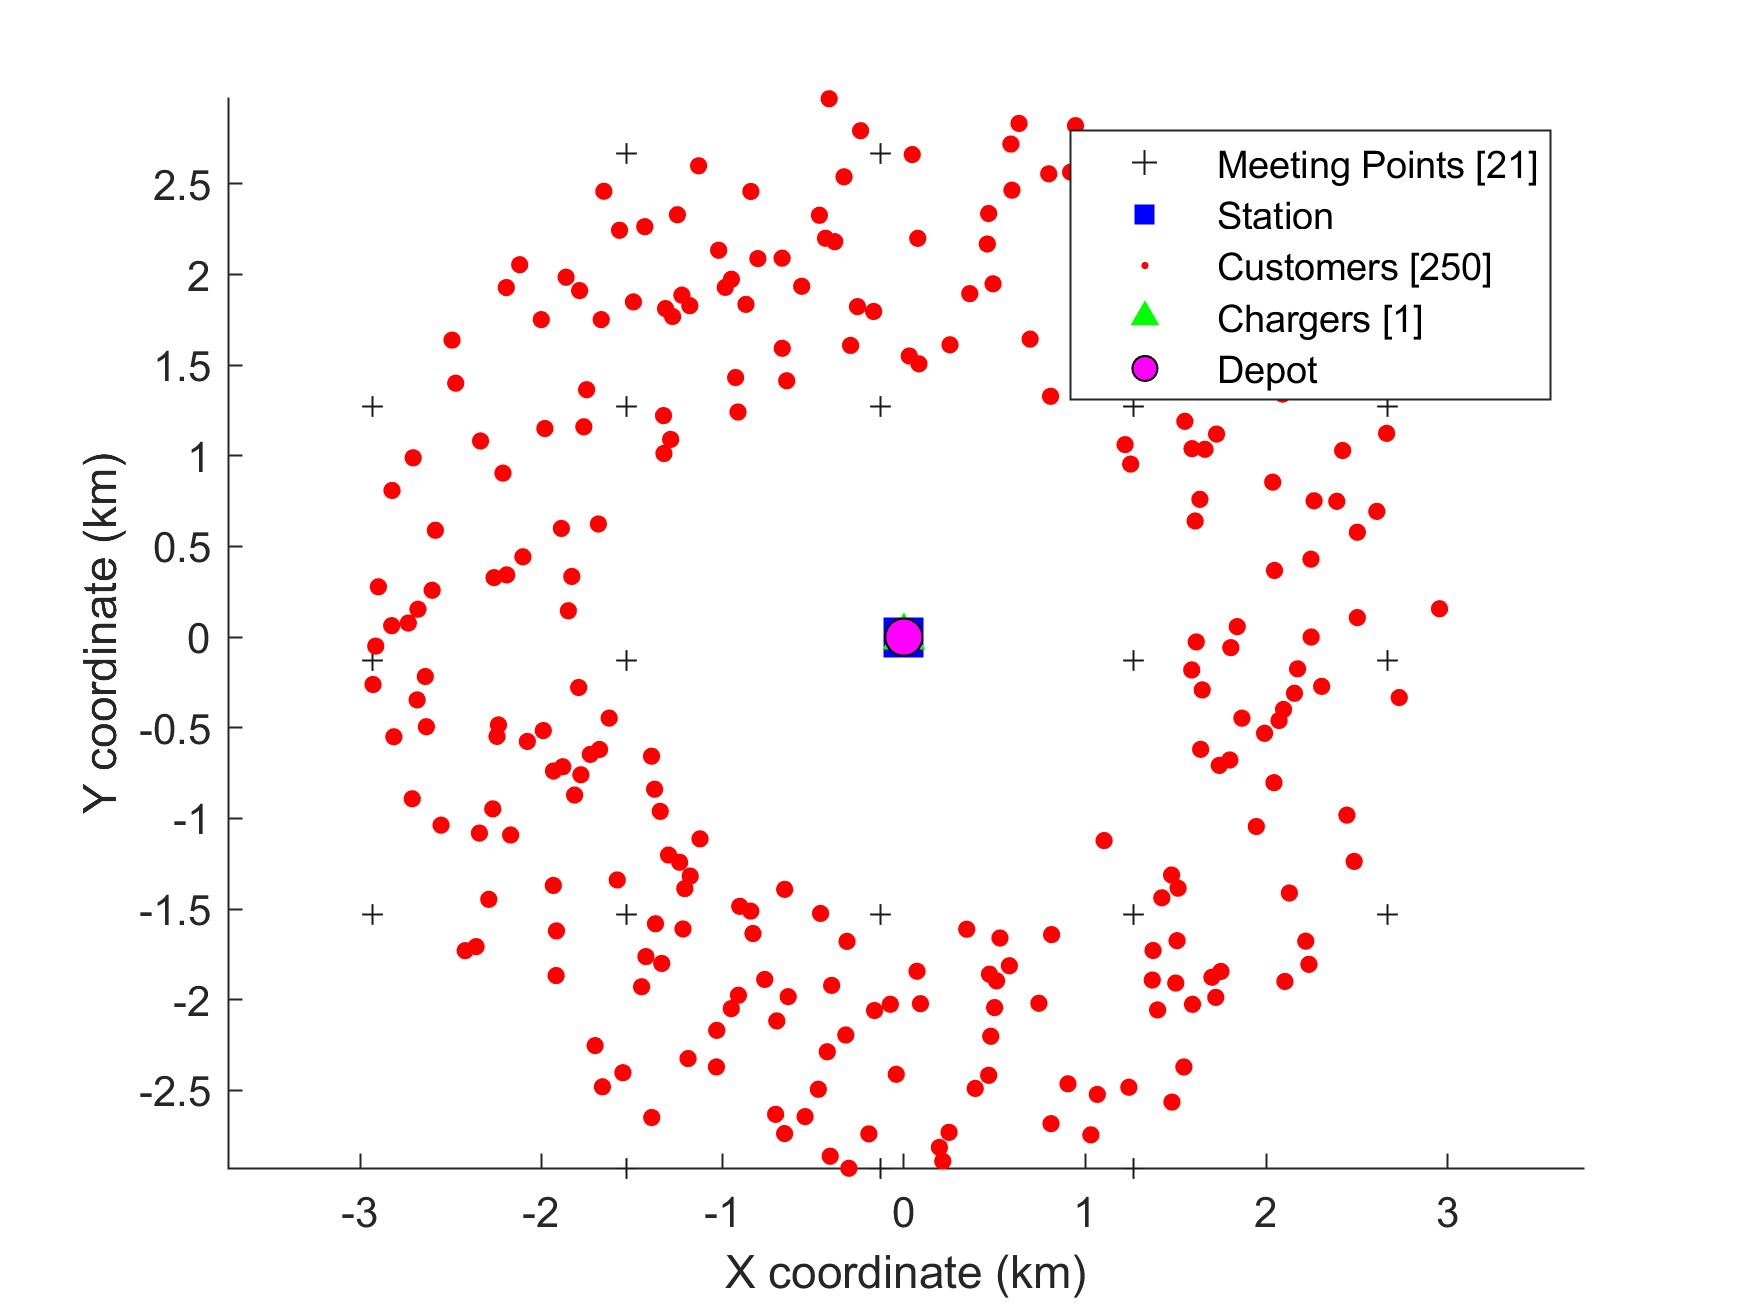 2.5
2
1.5
1
0.5
0
-0.5
-1
-1.5
-2
-2.5
Y coordinate (km)
-3 -2 -1 0 1 2 3
X coordinate (km)
Meeting Points [21]
Station
Customers [250]
Chargers [1]
Depot